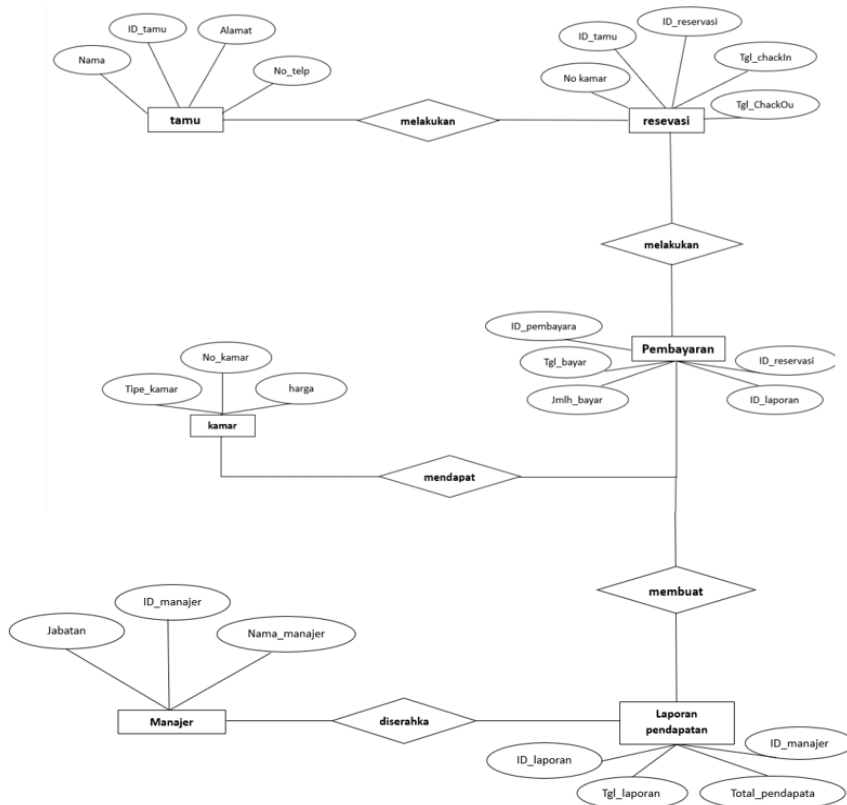 ID_reservasi
ID_tamu
Alamat
ID_tamu
Nama
No_telp
Tgl_chackIn
No kamar
Tgl_ChackOu
tamu
melakukan
resevasi
melakukan
ID_pembayara
Pembayaran
No_kamar
Tgl_bayar
ID_reservasi
Tipe_kamar
harga
Jmlh_bayar
ID_laporan
kamar
mendapat
membuat
ID_manajer
Jabatan
Nama_manajer
Manajer
diserahka
Laporan
pendapatan
ID_manajer
ID_laporan
Tgl_laporan
Total_pendapata